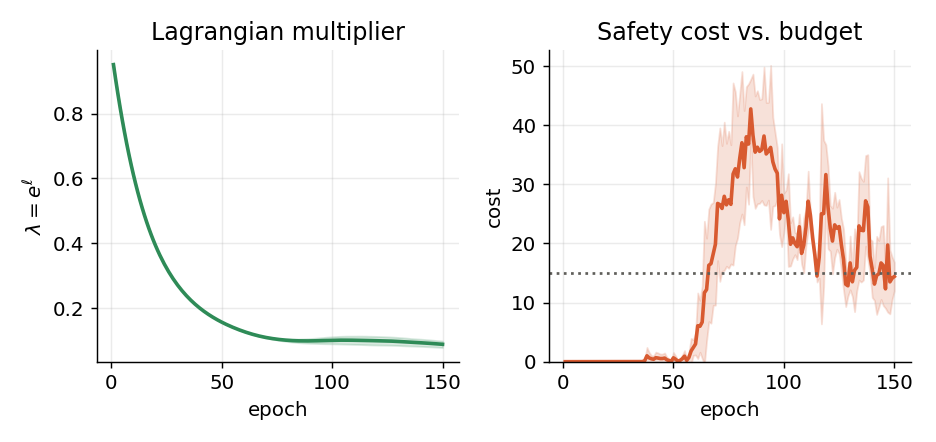 Lagrangian multiplier
λ = e^ℓ
0.8
0.6
0.4
0.2
0 50 100 150
epoch
Safety cost vs. budget
cost
50
40
30
20
10
0
0 50 100 150
epoch